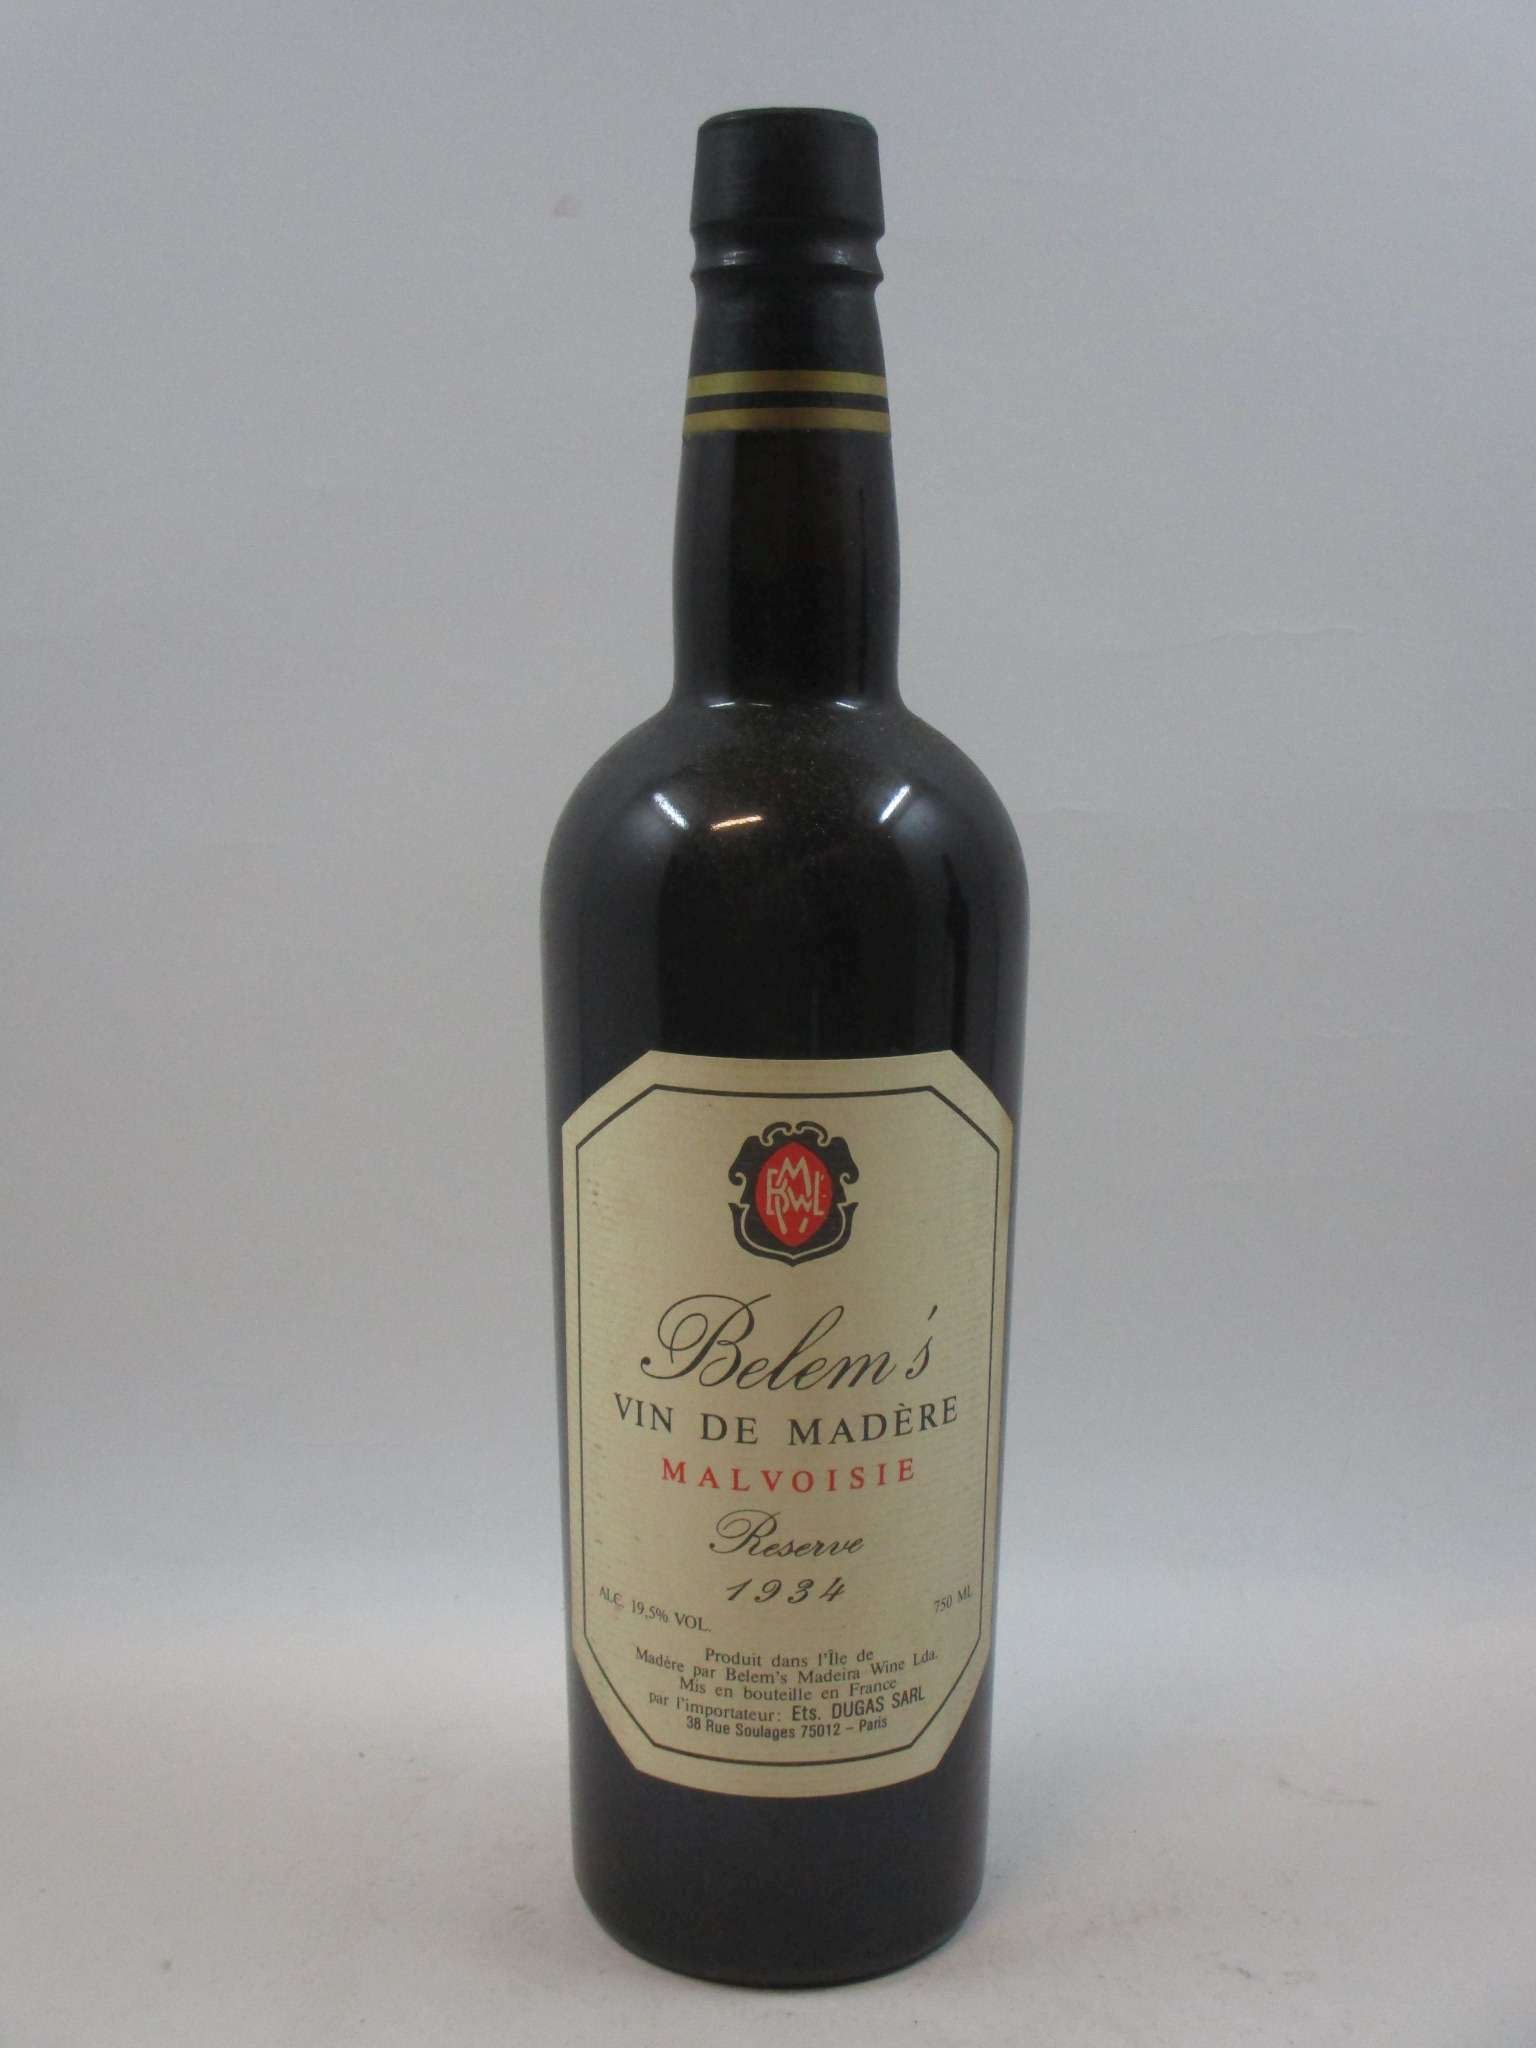 BMWL
Belem's
VIN DE MADÈRE
MALVOISIE
Reserve
1934
ALC. 19,5% VOL.
750 ML
Produit dans l'Île de
Madère par Belem's Madeira Wine Lda.
Mis en bouteille en France
par l'importateur: Ets. DUGAS SARL
38 Rue Soulages 75012 – Paris